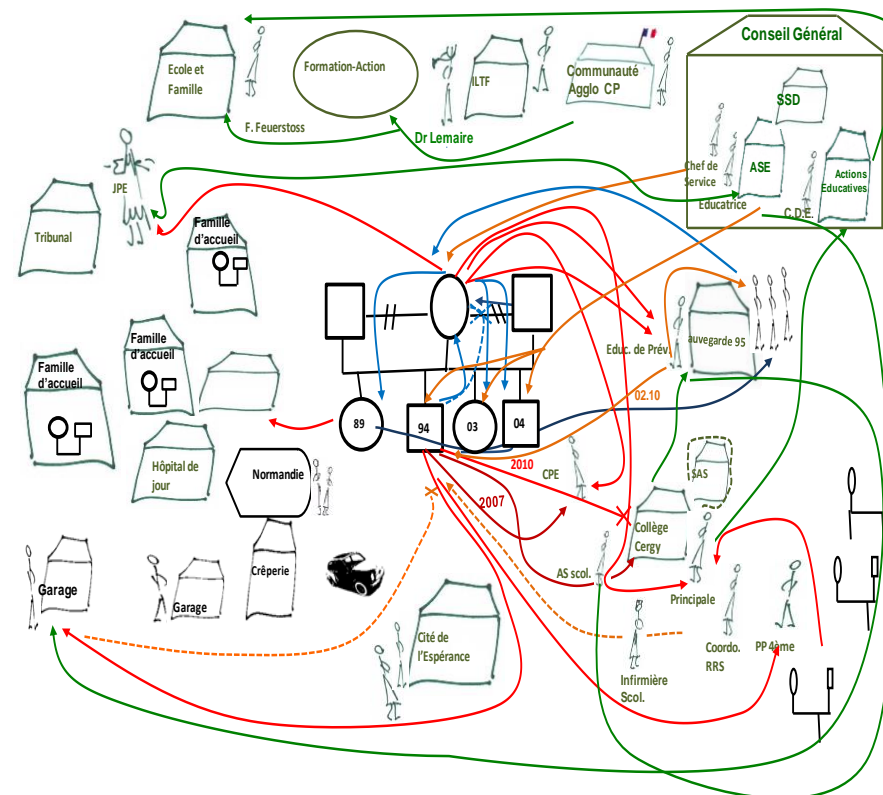 Conseil Général
Ecole et
Famille
Formation-Action
ILTF
Communauté
Agglo CP
SSD
F. Feuerstoss
Dr Lemaire
Chef de
Service
ASE
Actions
Educatives
Educatrice
C.D.E.
JPE
Tribunal
Famille
d'accueil
Famille
d'accueil
Famille
d'accueil
Educ. de Prév.
auvegarde 95
02.10
89
94
03
04
Hôpital de
jour
Normandie
2010
CPE
SAS
2007
Collège
Cergy
Crêperie
Garage
Garage
AS scol.
Principale
Cité de
l'Espérance
Infirmière
Scol.
Coordo.
RRS
PP 4ème